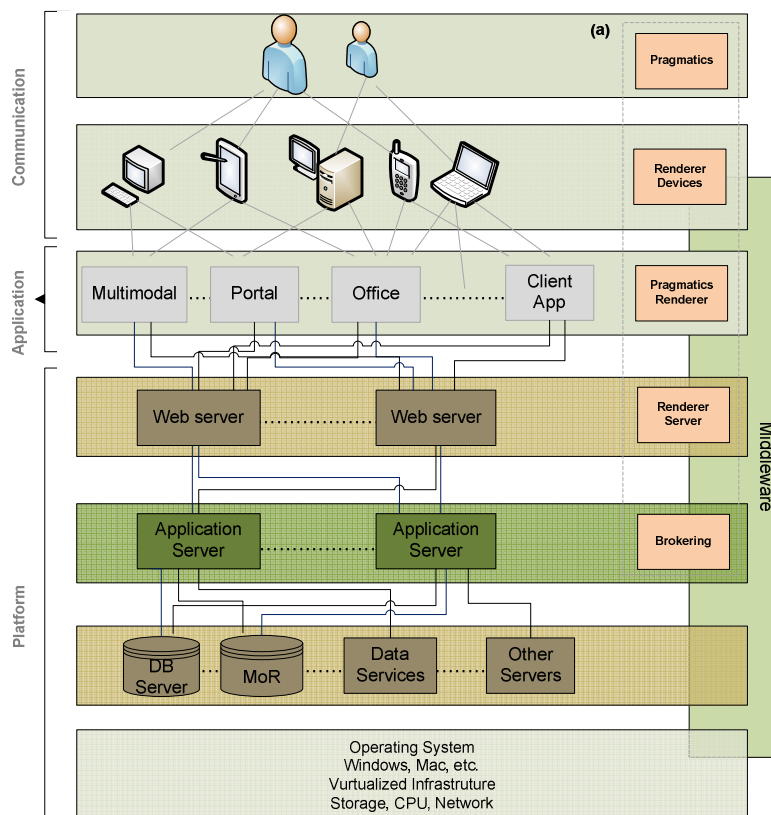 (a)
Pragmatics
Communication
Renderer
Devices
Application
Multimodal
Portal
Office
Client
App
Pragmatics
Renderer
Web server
Web server
Renderer
Server
Middleware
Platform
Application
Server
Application
Server
Brokering
DB
Server
MoR
Data
Services
Other
Servers
Operating System
Windows, Mac, etc.
Vurtualized Infrastruture
Storage, CPU, Network